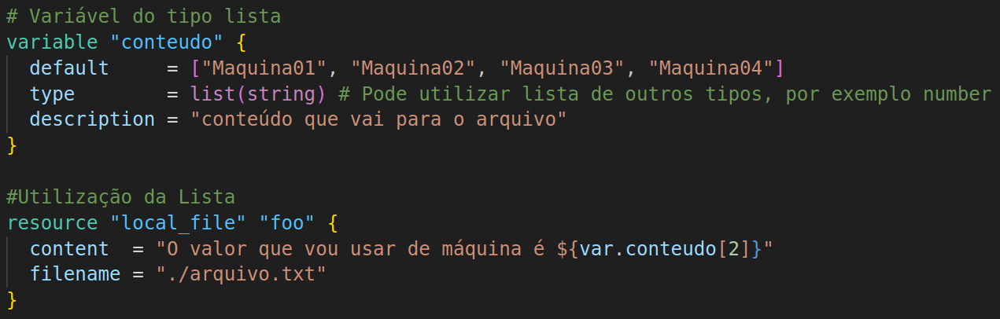 # Variável do tipo lista
variable "conteudo" {
  default     = ["Maquina01", "Maquina02", "Maquina03", "Maquina04"]
  type        = list(string) # Pode utilizar lista de outros tipos, por exemplo number
  description = "conteúdo que vai para o arquivo"
}

#Utilização da Lista
resource "local_file" "foo" {
  content  = "O valor que vou usar de máquina é ${var.conteudo[2]}"
  filename = "./arquivo.txt"
}